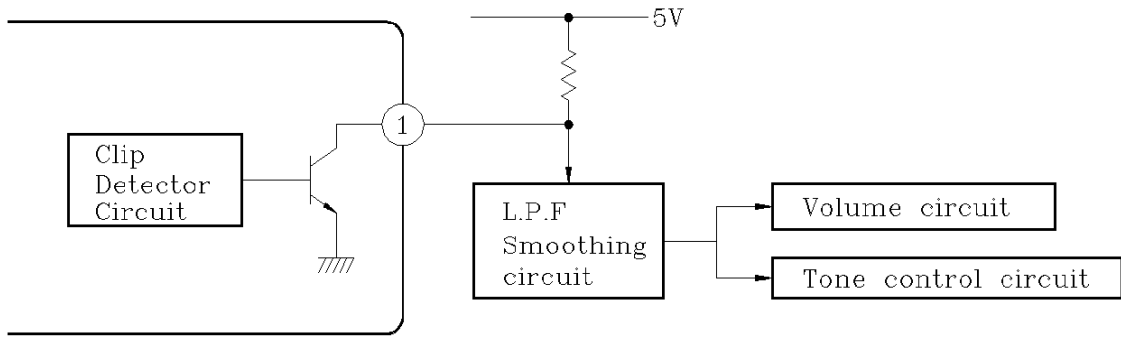 5V
1
Clip
Detector
Circuit
L.P.F
Smoothing
circuit
Volume circuit
Tone control circuit